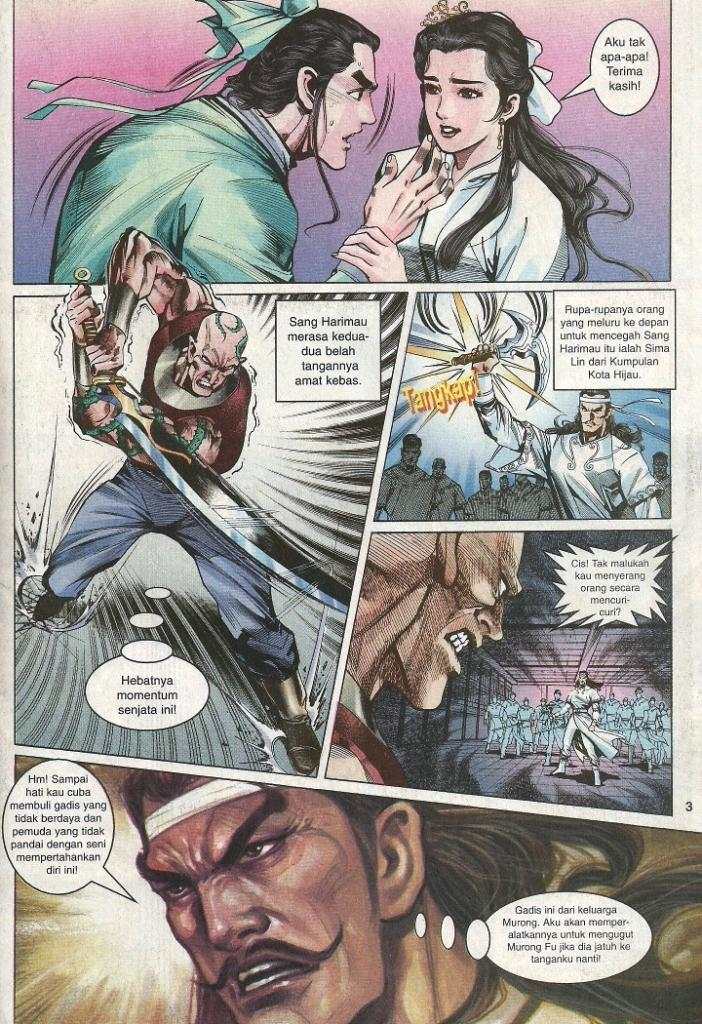 Aku tak
apa-apa!
Terima
kasih!
Sang Harimau
merasa kedua-
dua belah
tangannya
amat kebas.
Rupa-rupanya orang
yang meluru ke depan
untuk mencegah Sang
Harimau itu ialah Sima
Lin dari Kumpulan
Kota Hijau.
Tangkap!
Hebatnya
momentum
senjata ini!
Cis! Tak malukah
kau menyerang
orang secara
mencuri-
curi?
3
Hm! Sampai
hati kau cuba
membuli gadis yang
tidak berdaya dan
pemuda yang tidak
pandai dengan seni
mempertahankan
diri ini!
Gadis ini dari keluarga
Murong. Aku akan memper-
alatkannya untuk mengugut
Murong Fu jika dia jatuh ke
tanganku nanti!